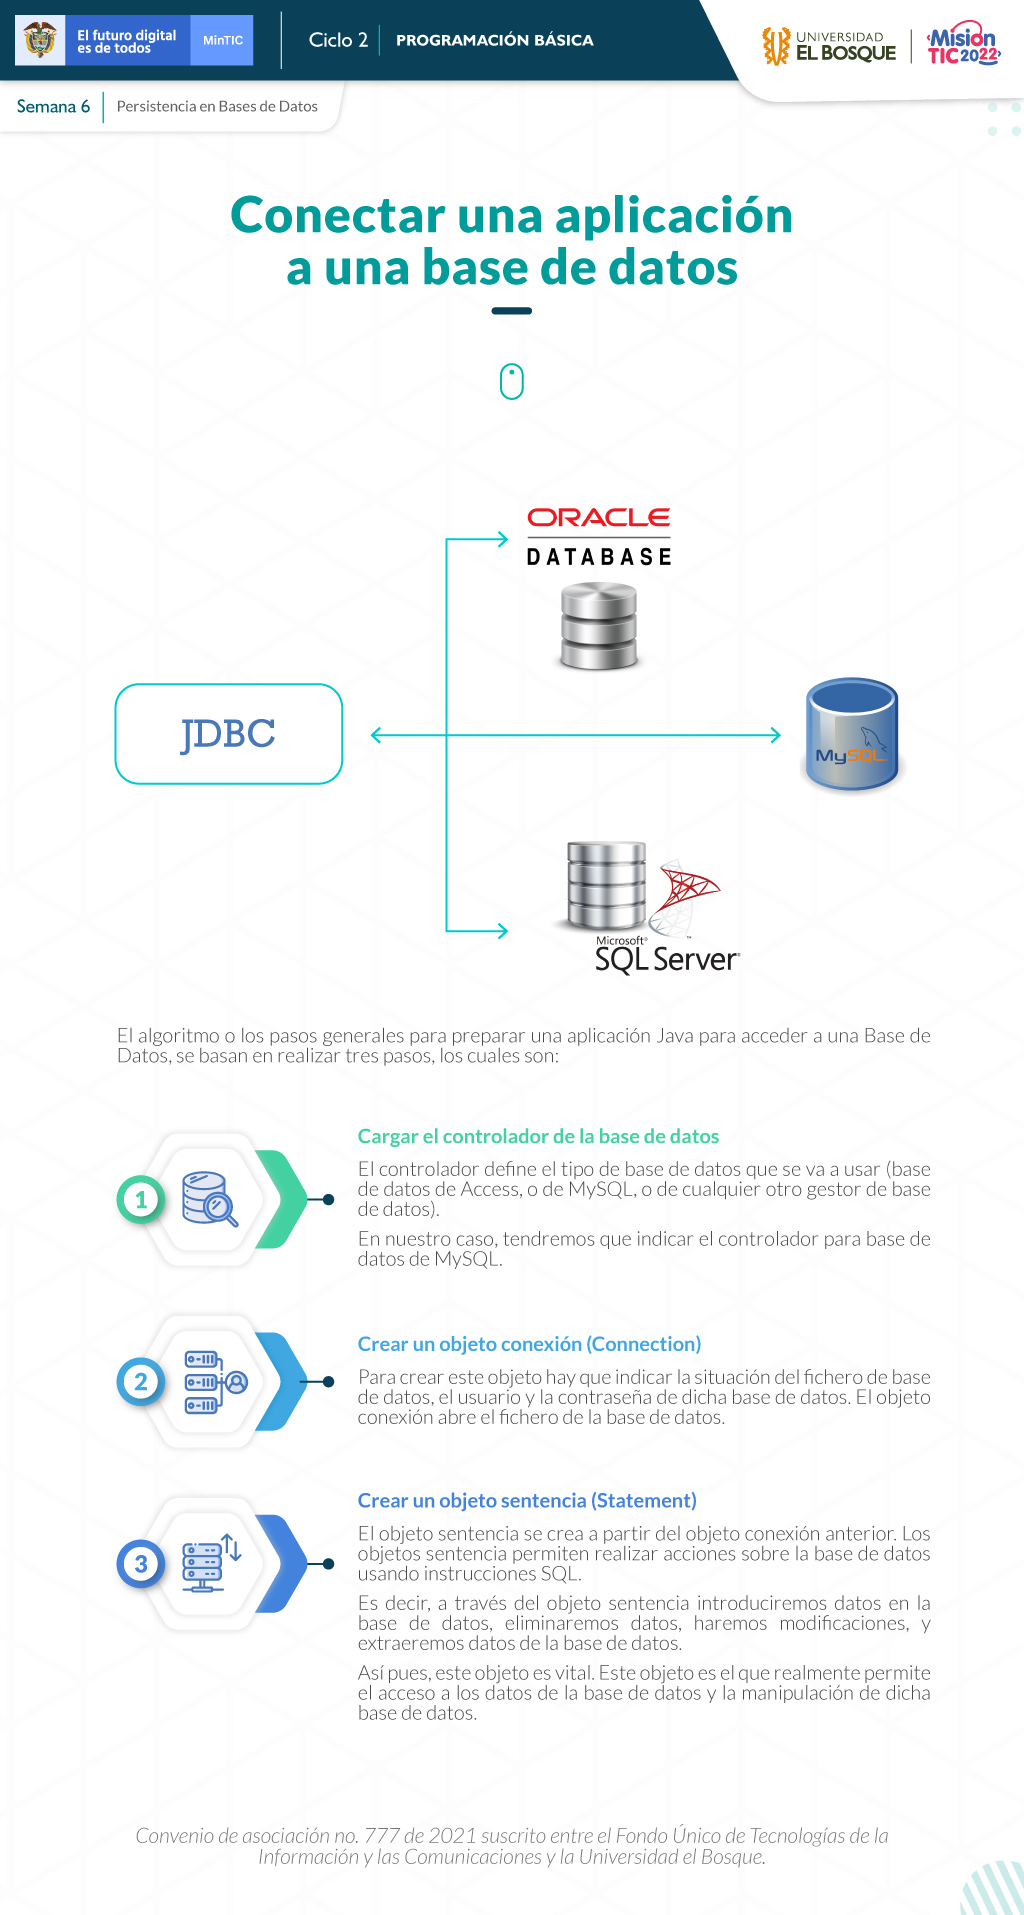 El futuro digital
es de todos
MinTIC
Ciclo 2
PROGRAMACIÓN BÁSICA
UNIVERSIDAD
EL BOSQUE
Misión
TIC 2022
Semana 6
Persistencia en Bases de Datos
Conectar una aplicación
a una base de datos
ORACLE
DATABASE
JDBC
MySQL
Microsoft®
SQL Server®
El algoritmo o los pasos generales para preparar una aplicación Java para acceder a una Base de
Datos, se basan en realizar tres pasos, los cuales son:
1
Cargar el controlador de la base de datos
El controlador define el tipo de base de datos que se va a usar (base
de datos de Access, o de MySQL, o de cualquier otro gestor de base
de datos).
En nuestro caso, tendremos que indicar el controlador para base de
datos de MySQL.
2
Crear un objeto conexión (Connection)
Para crear este objeto hay que indicar la situación del fichero de base
de datos, el usuario y la contraseña de dicha base de datos. El objeto
conexión abre el fichero de la base de datos.
3
Crear un objeto sentencia (Statement)
El objeto sentencia se crea a partir del objeto conexión anterior. Los
objetos sentencia permiten realizar acciones sobre la base de datos
usando instrucciones SQL.
Es decir, a través del objeto sentencia introduciremos datos en la
base de datos, eliminaremos datos, haremos modificaciones, y
extraeremos datos de la base de datos.
Así pues, este objeto es vital. Este objeto es el que realmente permite
el acceso a los datos de la base de datos y la manipulación de dicha
base de datos.
Convenio de asociación no. 777 de 2021 suscrito entre el Fondo Único de Tecnologías de la
Información y las Comunicaciones y la Universidad el Bosque.